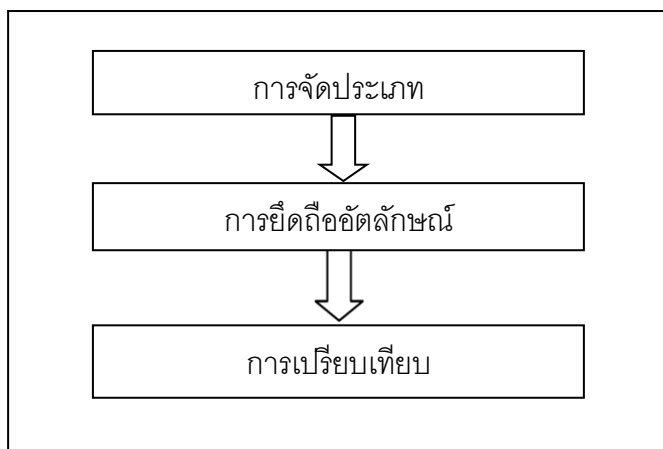 การจัดประเภท
การยึดถืออัตลักษณ์
การเปรียบเทียบ